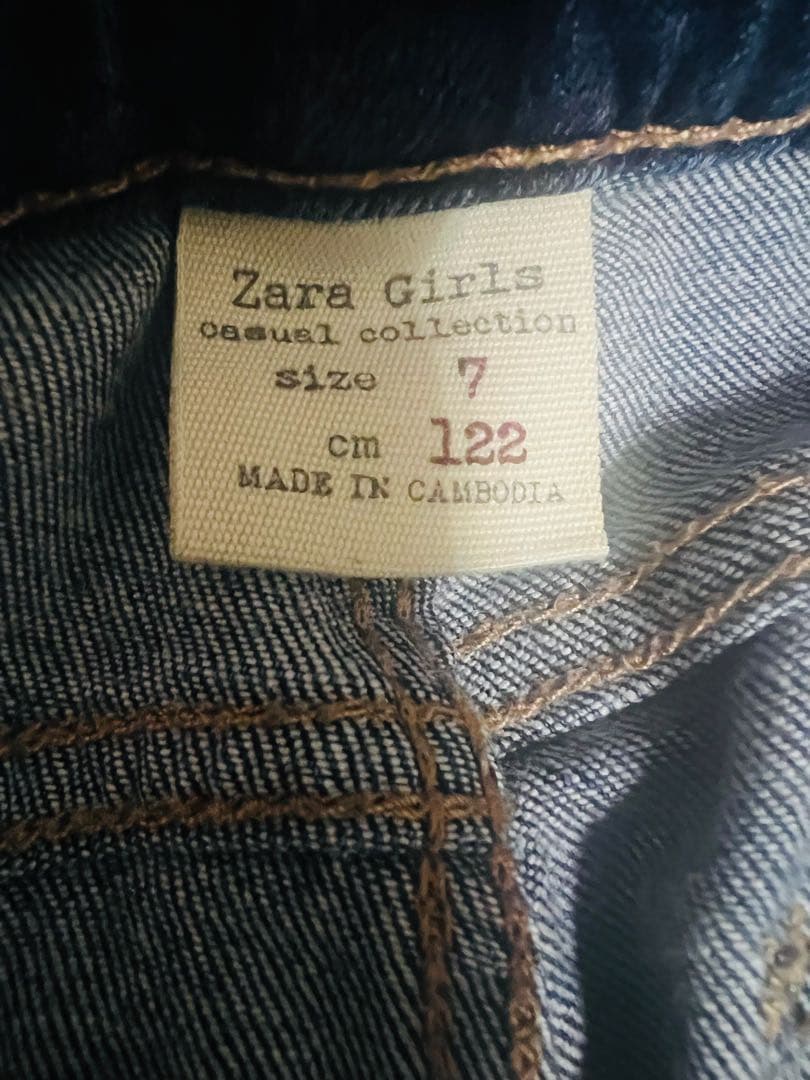 Zara Girls
casual collection
size 7
cm 122
MADE IN CAMBODIA